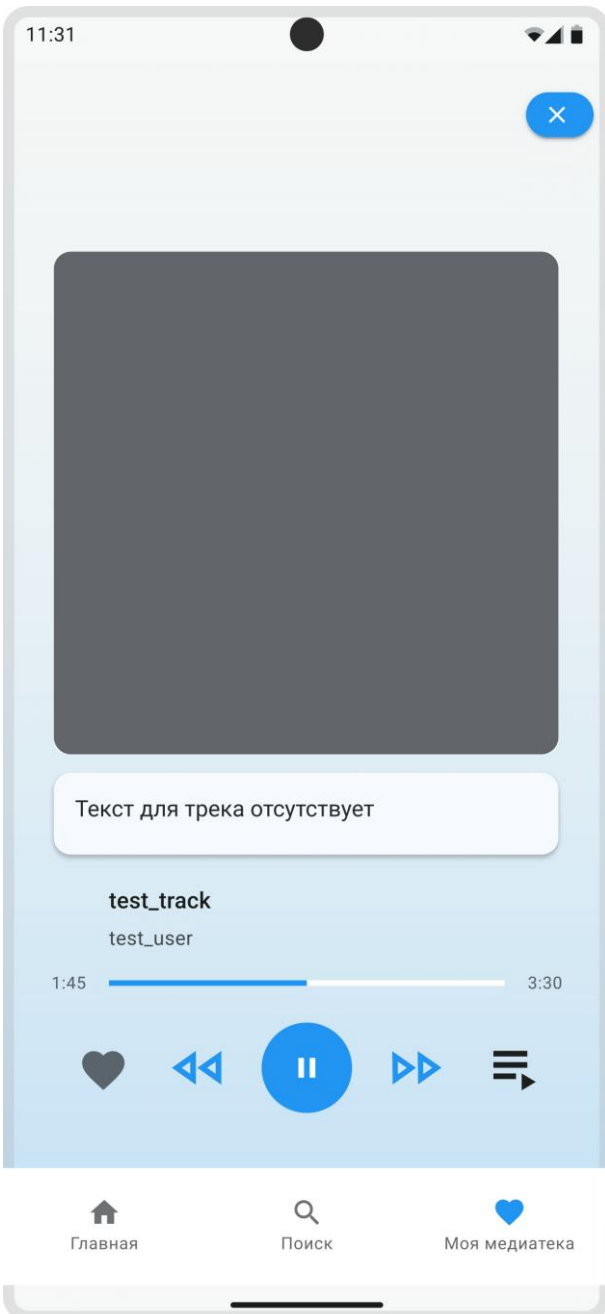 11:31
Текст для трека отсутствует
test_track
test_user
1:45 3:30
Главная Поиск Моя медиатека